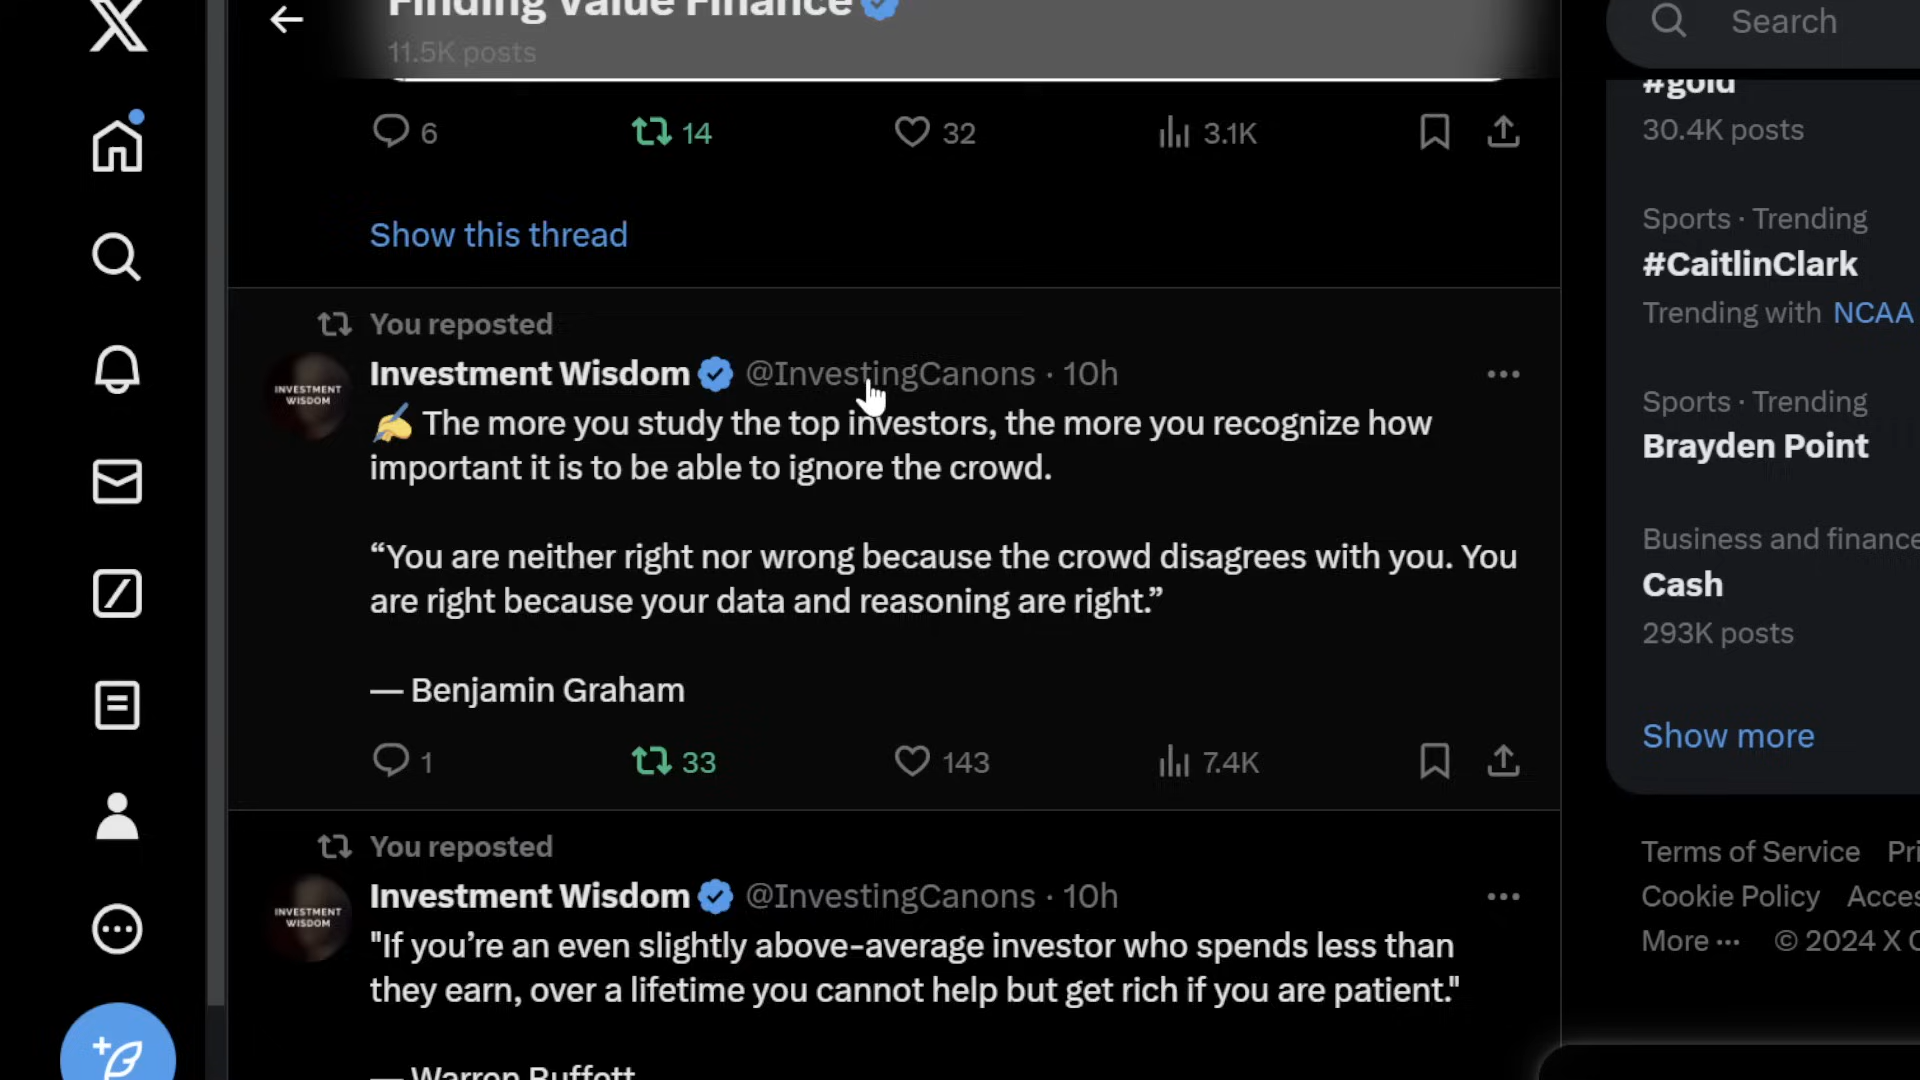 Finding Value Finance
11.5K posts
6 14 32 3.1K
Show this thread
You reposted
Investment Wisdom @InvestingCanons · 10h
INVESTMENT
WISDOM
✍️ The more you study the top investors, the more you recognize how
important it is to be able to ignore the crowd.
“You are neither right nor wrong because the crowd disagrees with you. You
are right because your data and reasoning are right.”
— Benjamin Graham
1 33 143 7.4K
You reposted
Investment Wisdom @InvestingCanons · 10h
INVESTMENT
WISDOM
"If you’re an even slightly above-average investor who spends less than
they earn, over a lifetime you cannot help but get rich if you are patient."
— Warren Buffett
Search
#gold
30.4K posts
Sports · Trending
#CaitlinClark
Trending with NCAA
Sports · Trending
Brayden Point
Business and finance
Cash
293K posts
Show more
Terms of Service Pri
Cookie Policy Acces
More ··· © 2024 X C